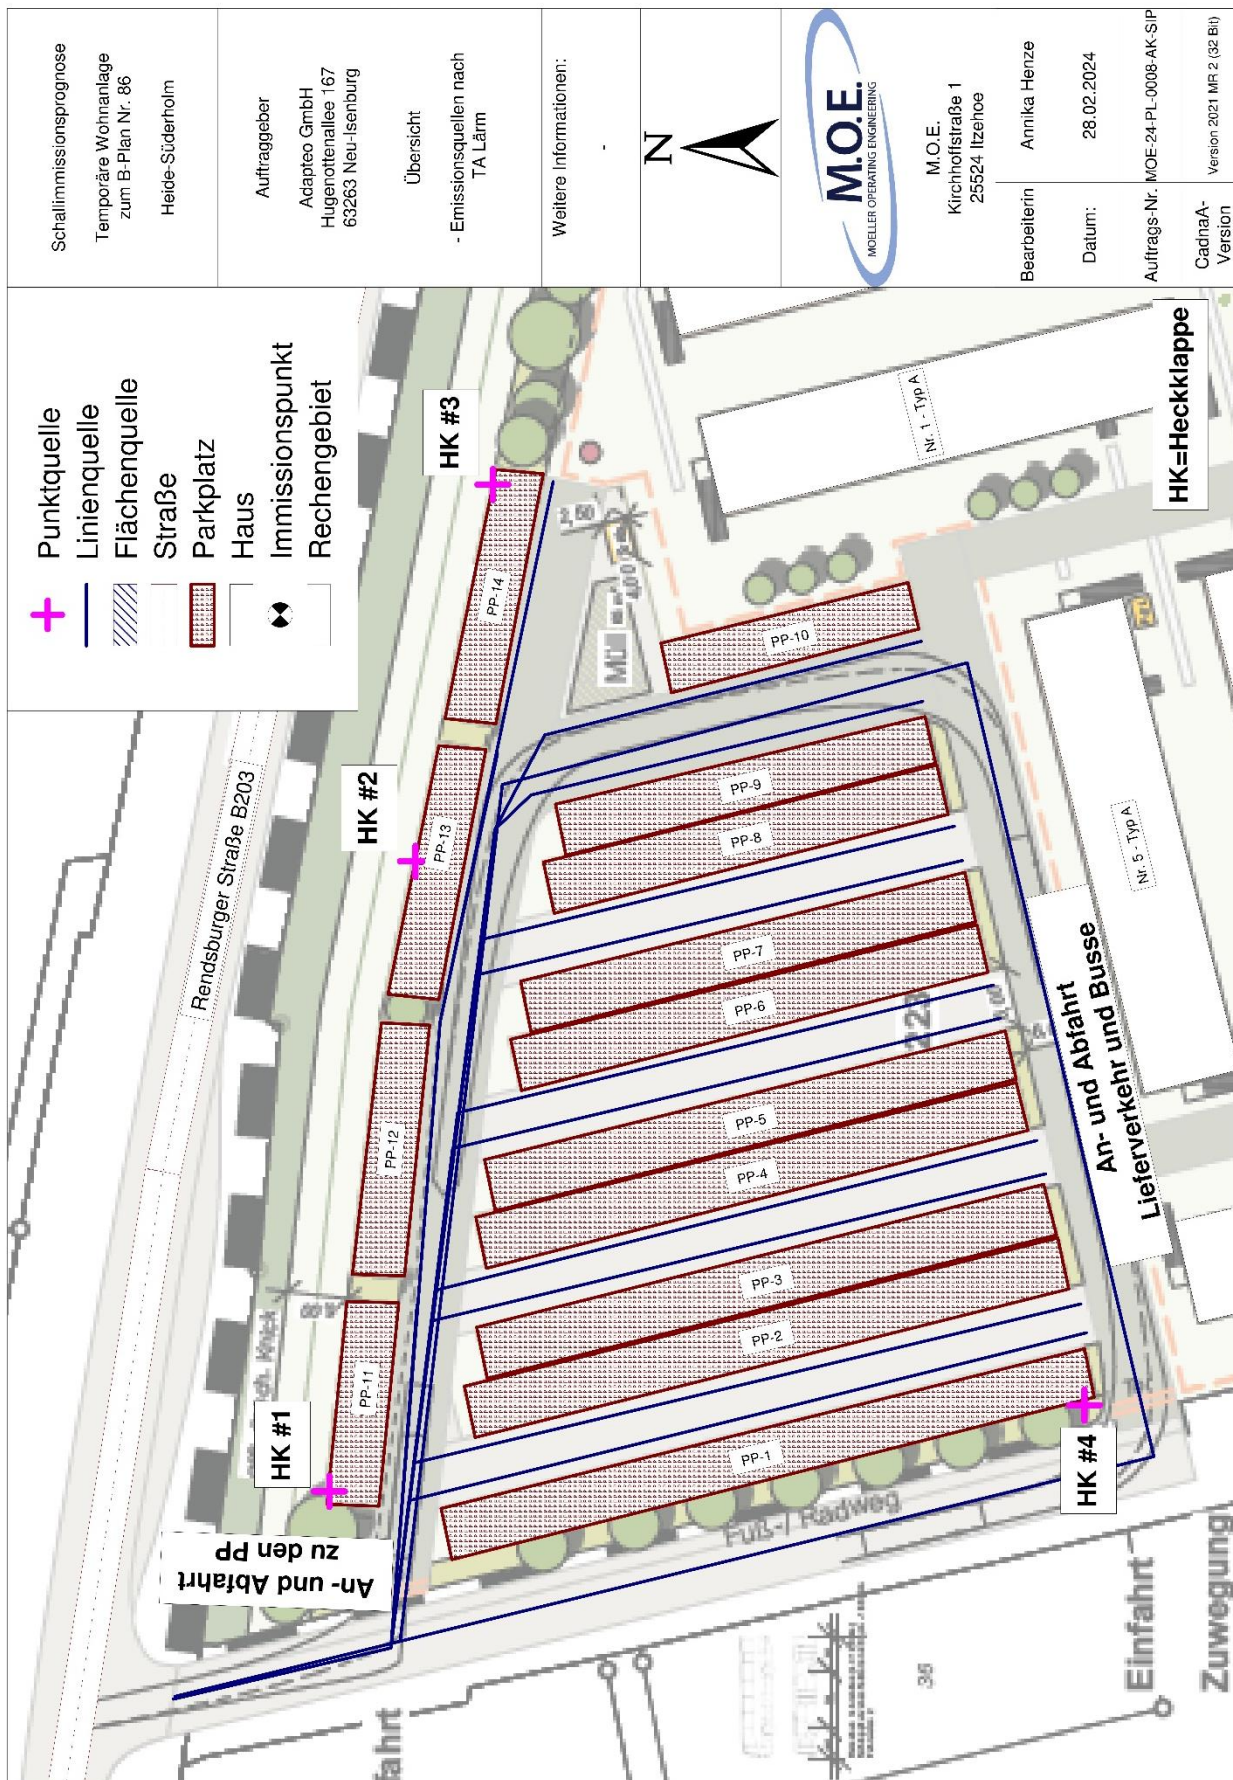 Schallimmissionsprognose
Temporäre Wohnanlage
zum B-Plan Nr. 86
Heide-Süderholm
Auftraggeber
Adapteo GmbH
Hugenottenallee 167
63263 Neu-Isenburg
Übersicht
- Emissionsquellen nach
TA Lärm
Weitere Informationen:
-
N
M.O.E.
MOELLER OPERATING ENGINEERING
M.O.E.
Kirchhoffstraße 1
25524 Itzehoe
Bearbeiterin
Annika Henze
Datum:
28.02.2024
Auftrags-Nr.
MOE-24-PL-0008-AK-SIP
CadnaA-
Version
Version 2021 MR 2 (32 Bit)
Punktquelle
Linienquelle
Flächenquelle
Straße
Parkplatz
Haus
Immissionspunkt
Rechengebiet
Rendsburger Straße B203
HK #1
HK #2
HK #3
HK #4
An- und Abfahrt
zu den PP
PP-11
PP-12
PP-13
PP-14
PP-1
PP-2
PP-3
PP-4
PP-5
PP-6
PP-7
PP-8
PP-9
PP-10
Knick
2,50
223
Fuß-/ Radweg
Nr. 1 - Typ A
Nr. 5 - Typ A
An- und Abfahrt
Lieferverkehr und Busse
HK=Heckklappe
36
fahrt
Einfahrt
Zuwegung